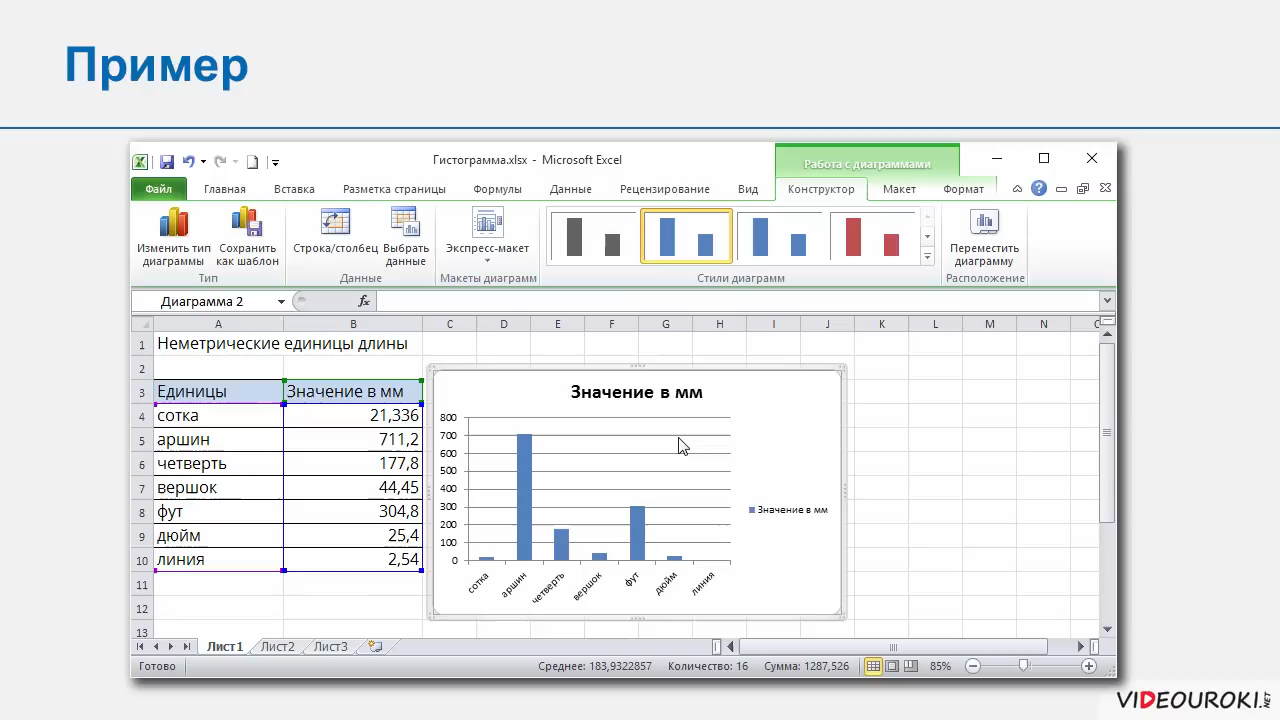 Пример
Гистограмма.xlsx - Microsoft Excel
Работа с диаграммами
Файл Главная Вставка Разметка страницы Формулы Данные Рецензирование Вид Конструктор Макет Формат
Изменить тип диаграммы
Сохранить как шаблон
Строка/столбец
Выбрать данные
Экспресс-макет
Переместить диаграмму
Тип Данные Макеты диаграмм Стили диаграмм Расположение
Диаграмма 2 fx
A B C D E F G H I J K L M N
1 Неметрические единицы длины
2
3 Единицы Значение в мм
4 сотка 21,336
5 аршин 711,2
6 четверть 177,8
7 вершок 44,45
8 фут 304,8
9 дюйм 25,4
10 линия 2,54
11
12
13
Значение в мм
800
700
600
500
400
300
200
100
0
сотка аршин четверть вершок фут дюйм линия
Значение в мм
Лист1 Лист2 Лист3
Готово Среднее: 183,9322857 Количество: 16 Сумма: 1287,526 85%
VIDEOUROKI.NET